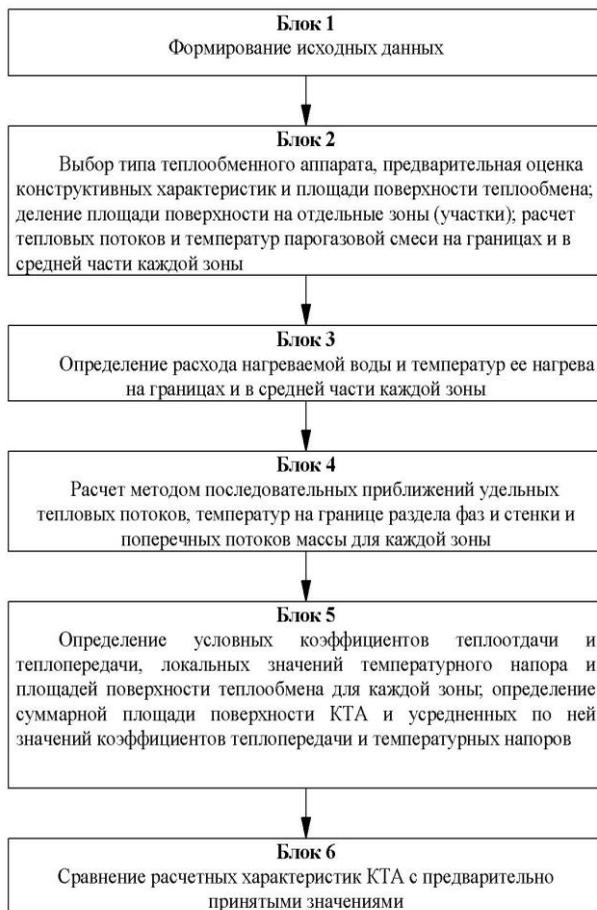 Блок 1
Формирование исходных данных
Блок 2
Выбор типа теплообменного аппарата, предварительная оценка
конструктивных характеристик и площади поверхности теплообмена;
деление площади поверхности на отдельные зоны (участки); расчет
тепловых потоков и температур парогазовой смеси на границах и в
средней части каждой зоны
Блок 3
Определение расхода нагреваемой воды и температур ее нагрева
на границах и в средней части каждой зоны
Блок 4
Расчет методом последовательных приближений удельных
тепловых потоков, температур на границе раздела фаз и стенки и
поперечных потоков массы для каждой зоны
Блок 5
Определение условных коэффициентов теплоотдачи и
теплопередачи, локальных значений температурного напора и
площадей поверхности теплообмена для каждой зоны; определение
суммарной площади поверхности КТА и усредненных по ней
значений коэффициентов теплопередачи и температурных напоров
Блок 6
Сравнение расчетных характеристик КТА с предварительно
принятыми значениями